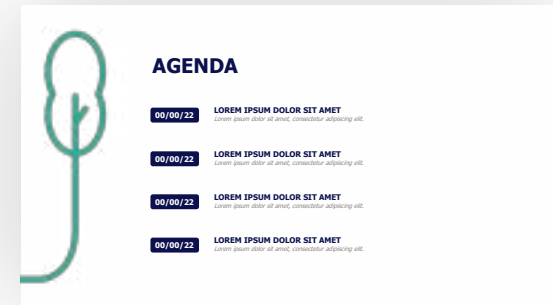 AGENDA
00/00/22
LOREM IPSUM DOLOR SIT AMET
Lorem ipsum dolor sit amet, consectetur adipiscing elit.
00/00/22
LOREM IPSUM DOLOR SIT AMET
Lorem ipsum dolor sit amet, consectetur adipiscing elit.
00/00/22
LOREM IPSUM DOLOR SIT AMET
Lorem ipsum dolor sit amet, consectetur adipiscing elit.
00/00/22
LOREM IPSUM DOLOR SIT AMET
Lorem ipsum dolor sit amet, consectetur adipiscing elit.